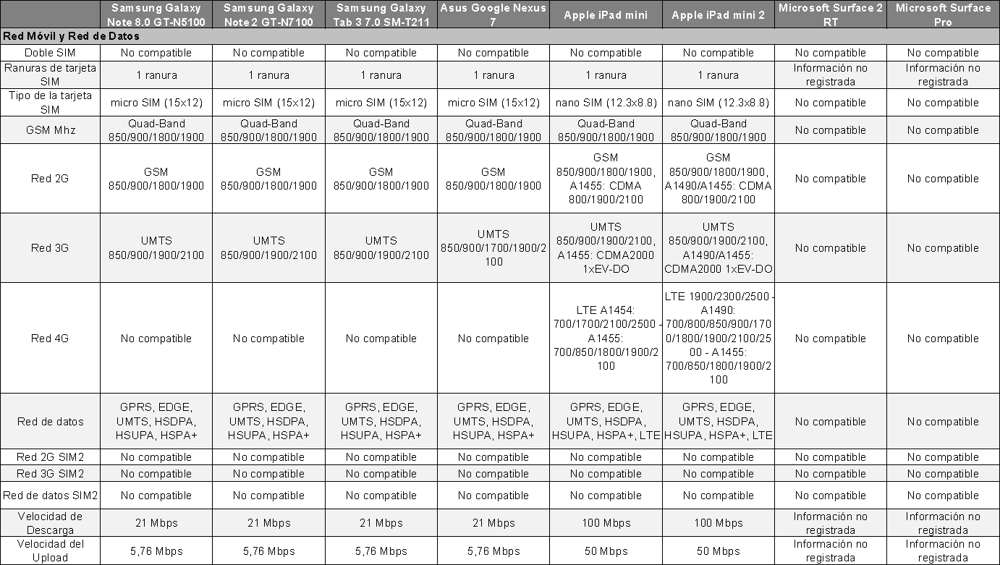 Samsung Galaxy Note 8.0 GT-N5100 Samsung Galaxy Note 2 GT-N7100 Samsung Galaxy Tab 3 7.0 SM-T211 Asus Google Nexus 7 Apple iPad mini Apple iPad mini 2 Microsoft Surface 2 RT Microsoft Surface Pro
Red Móvil y Red de Datos
Doble SIM No compatible No compatible No compatible No compatible No compatible No compatible No compatible No compatible
Ranuras de tarjeta SIM 1 ranura 1 ranura 1 ranura 1 ranura 1 ranura 1 ranura Información no registrada Información no registrada
Tipo de la tarjeta SIM micro SIM (15x12) micro SIM (15x12) micro SIM (15x12) micro SIM (15x12) nano SIM (12.3x8.8) nano SIM (12.3x8.8) No compatible No compatible
GSM Mhz Quad-Band 850/900/1800/1900 Quad-Band 850/900/1800/1900 Quad-Band 850/900/1800/1900 Quad-Band 850/900/1800/1900 Quad-Band 850/900/1800/1900 Quad-Band 850/900/1800/1900 No compatible No compatible
Red 2G GSM 850/900/1800/1900 GSM 850/900/1800/1900 GSM 850/900/1800/1900 GSM 850/900/1800/1900 GSM 850/900/1800/1900, A1455: CDMA 800/1900/2100 GSM 850/900/1800/1900, A1490/A1455: CDMA 800/1900/2100 No compatible No compatible
Red 3G UMTS 850/900/1900/2100 UMTS 850/900/1900/2100 UMTS 850/900/1900/2100 UMTS 850/900/1700/1900/2100 UMTS 850/900/1900/2100, A1455: CDMA2000 1xEV-DO UMTS 850/900/1900/2100, A1490/A1455: CDMA2000 1xEV-DO No compatible No compatible
Red 4G No compatible No compatible No compatible No compatible LTE A1454: 700/1700/2100/2500 - A1455: 700/850/1800/1900/2100 LTE 1900/2300/2500 - A1490: 700/800/850/900/1700/1800/1900/2100/2500 - A1455: 700/850/1800/1900/2100 No compatible No compatible
Red de datos GPRS, EDGE, UMTS, HSDPA, HSUPA, HSPA+ GPRS, EDGE, UMTS, HSDPA, HSUPA, HSPA+ GPRS, EDGE, UMTS, HSDPA, HSUPA, HSPA+ GPRS, EDGE, UMTS, HSDPA, HSUPA, HSPA+ GPRS, EDGE, UMTS, HSDPA, HSUPA, HSPA+, LTE GPRS, EDGE, UMTS, HSDPA, HSUPA, HSPA+, LTE No compatible No compatible
Red 2G SIM2 No compatible No compatible No compatible No compatible No compatible No compatible No compatible No compatible
Red 3G SIM2 No compatible No compatible No compatible No compatible No compatible No compatible No compatible No compatible
Red de datos SIM2 No compatible No compatible No compatible No compatible No compatible No compatible No compatible No compatible
Velocidad de Descarga 21 Mbps 21 Mbps 21 Mbps 21 Mbps 100 Mbps 100 Mbps Información no registrada Información no registrada
Velocidad del Upload 5,76 Mbps 5,76 Mbps 5,76 Mbps 5,76 Mbps 50 Mbps 50 Mbps Información no registrada Información no registrada